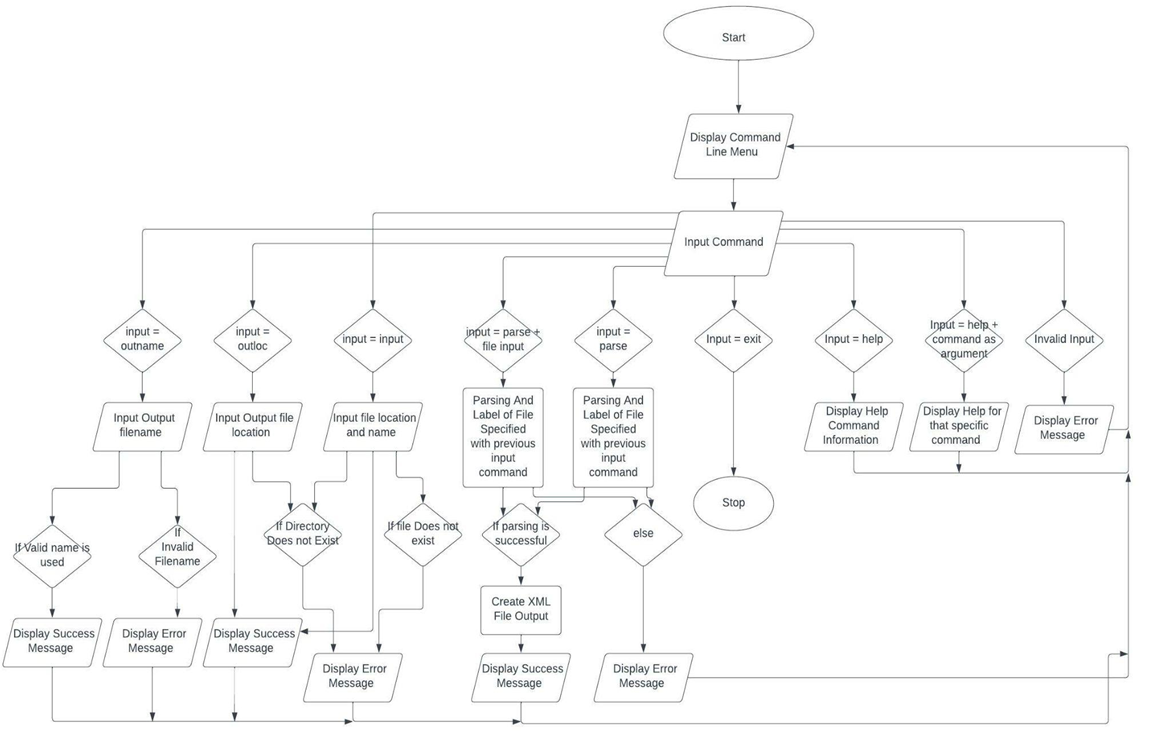 Start
Display Command
Line Menu
Input Command
input =
outname
input =
outloc
input = input
input = parse +
file input
input =
parse
Input = exit
Input = help
Input = help +
command as
argument
Invalid Input
Input Output
filename
Input Output file
location
Input file location
and name
Parsing And
Label of File
Specified
with previous
input
command
Parsing And
Label of File
Specified
with previous
input
command
Display Help
Command
Information
Display Help for
that specific
command
Display Error
Message
Stop
If Valid name is
used
If
Invalid
Filename
If Directory
Does not Exist
If file Does not
exist
If parsing is
successful
else
Create XML
File Output
Display Success
Message
Display Error
Message
Display Success
Message
Display Error
Message
Display Success
Message
Display Error
Message